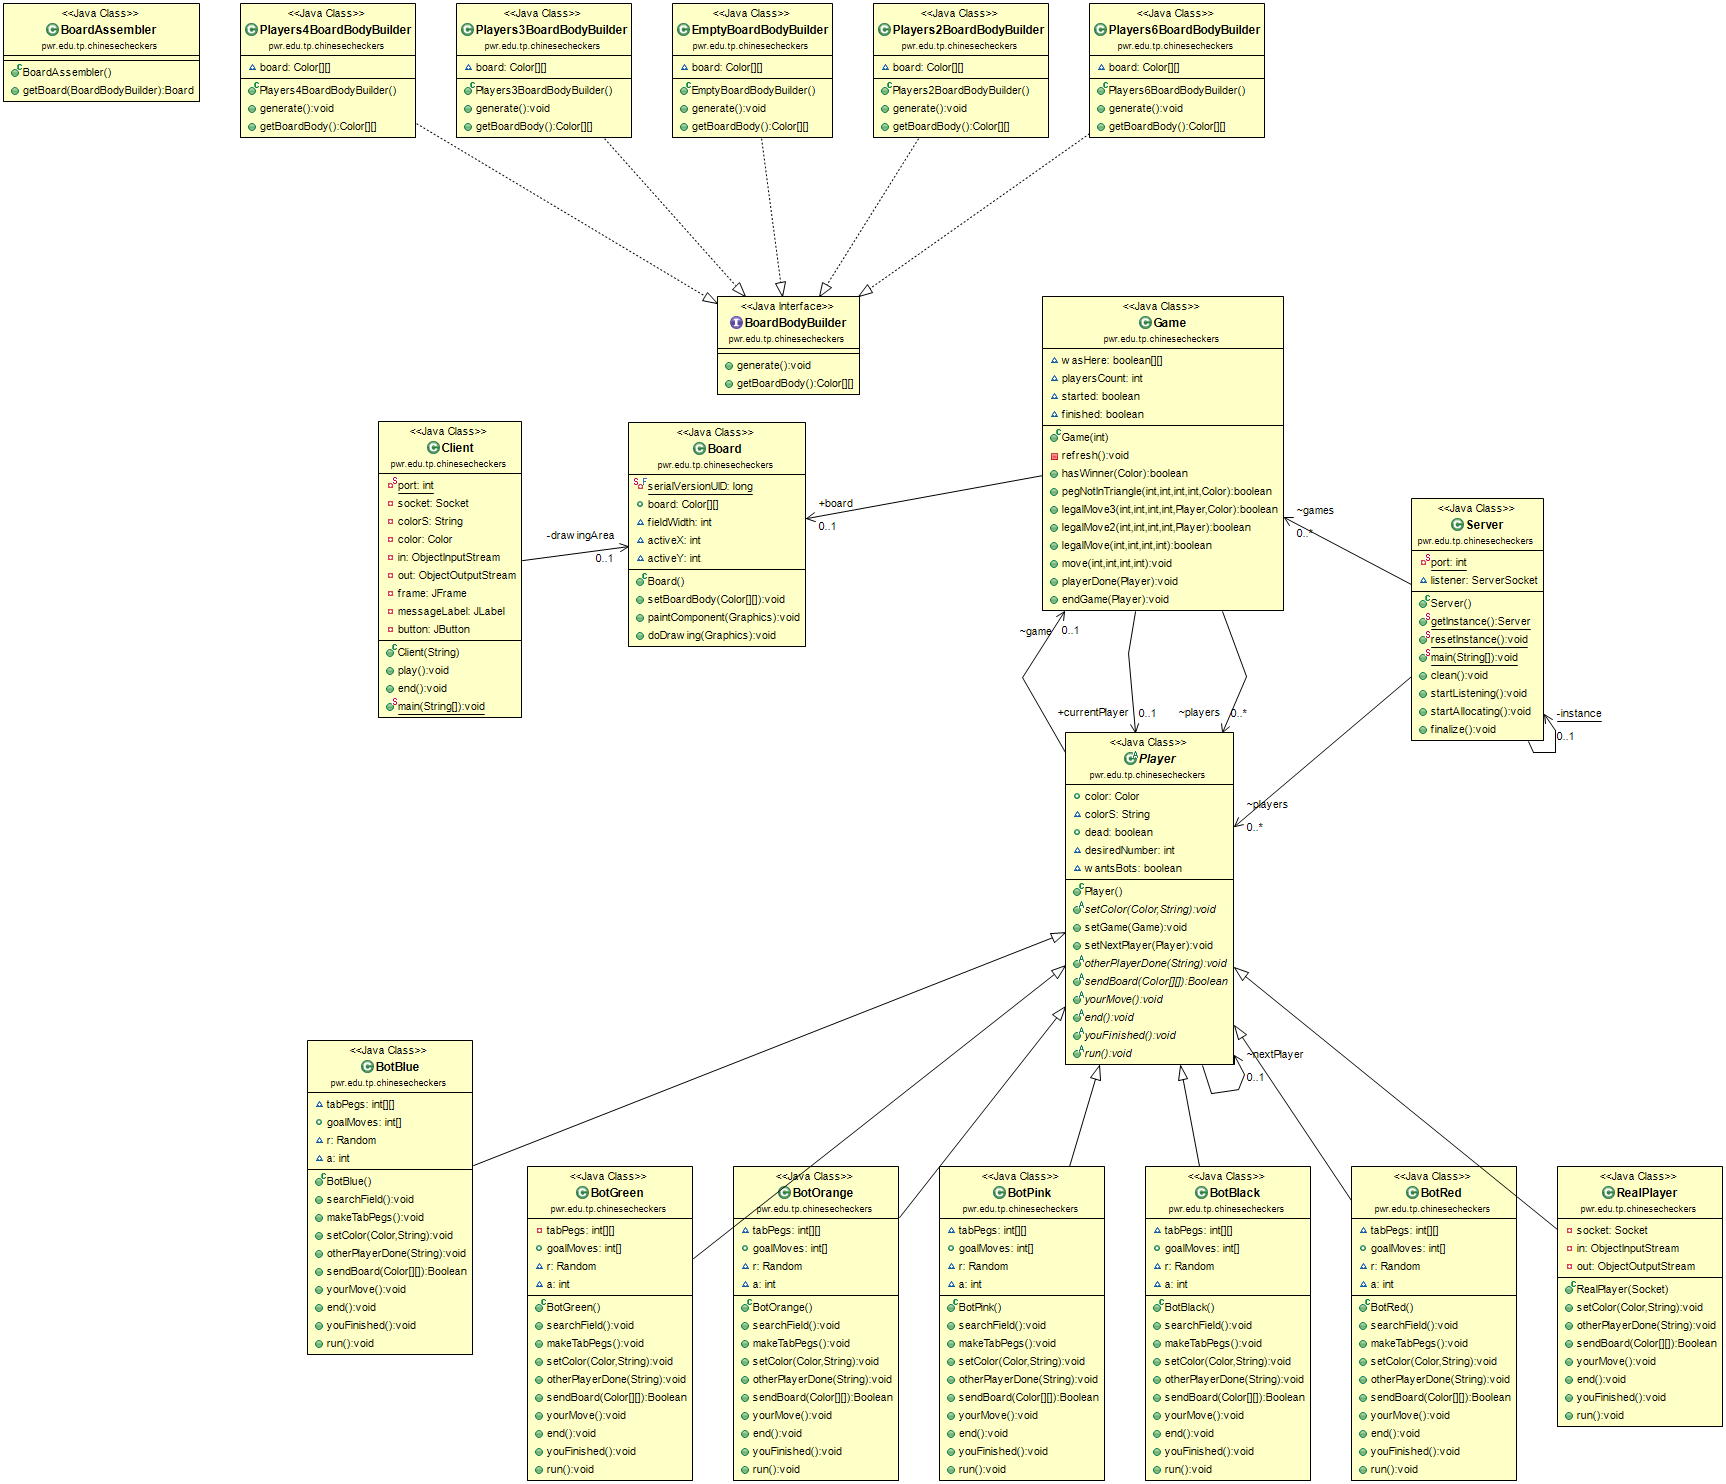 <<Java Class>>
BoardAssembler
pwr.edu.tp.chinesecheckers
BoardAssembler()
getBoard(BoardBodyBuilder):Board
<<Java Class>>
Players4BoardBodyBuilder
pwr.edu.tp.chinesecheckers
board: Color[][]
Players4BoardBodyBuilder()
generate():void
getBoardBody():Color[][]
<<Java Class>>
Players3BoardBodyBuilder
pwr.edu.tp.chinesecheckers
board: Color[][]
Players3BoardBodyBuilder()
generate():void
getBoardBody():Color[][]
<<Java Class>>
EmptyBoardBodyBuilder
pwr.edu.tp.chinesecheckers
board: Color[][]
EmptyBoardBodyBuilder()
generate():void
getBoardBody():Color[][]
<<Java Class>>
Players2BoardBodyBuilder
pwr.edu.tp.chinesecheckers
board: Color[][]
Players2BoardBodyBuilder()
generate():void
getBoardBody():Color[][]
<<Java Class>>
Players6BoardBodyBuilder
pwr.edu.tp.chinesecheckers
board: Color[][]
Players6BoardBodyBuilder()
generate():void
getBoardBody():Color[][]
<<Java Interface>>
BoardBodyBuilder
pwr.edu.tp.chinesecheckers
generate():void
getBoardBody():Color[][]
<<Java Class>>
Game
pwr.edu.tp.chinesecheckers
wasHere: boolean[][]
playersCount: int
started: boolean
finished: boolean
Game(int)
refresh():void
hasWinner(Color):boolean
pegNotInTriangle(int,int,int,int,Color):boolean
legalMove3(int,int,int,int,Player,Color):boolean
legalMove2(int,int,int,int,Player):boolean
legalMove(int,int,int,int):boolean
move(int,int,int,int):void
playerDone(Player):void
endGame(Player):void
<<Java Class>>
Client
pwr.edu.tp.chinesecheckers
port: int
socket: Socket
colorS: String
color: Color
in: ObjectInputStream
out: ObjectOutputStream
frame: JFrame
messageLabel: JLabel
button: JButton
Client(String)
play():void
end():void
main(String[]):void
-drawingArea
0..1
<<Java Class>>
Board
pwr.edu.tp.chinesecheckers
serialVersionUID: long
board: Color[][]
fieldWidth: int
activeX: int
activeY: int
Board()
setBoardBody(Color[][]):void
paintComponent(Graphics):void
doDrawing(Graphics):void
+board
0..1
~games
0..*
<<Java Class>>
Server
pwr.edu.tp.chinesecheckers
port: int
listener: ServerSocket
Server()
getInstance():Server
resetInstance():void
main(String[]):void
clean():void
startListening():void
startAllocating():void
finalize():void
-instance
0..1
~game
0..1
+currentPlayer
0..1
~players
0..*
~players
0..*
<<Java Class>>
Player
pwr.edu.tp.chinesecheckers
color: Color
colorS: String
dead: boolean
desiredNumber: int
wantsBots: boolean
Player()
setColor(Color,String):void
setGame(Game):void
setNextPlayer(Player):void
otherPlayerDone(String):void
sendBoard(Color[][]):Boolean
yourMove():void
end():void
youFinished():void
run():void
~nextPlayer
0..1
<<Java Class>>
BotBlue
pwr.edu.tp.chinesecheckers
tabPegs: int[][]
goalMoves: int[]
r: Random
a: int
BotBlue()
searchField():void
makeTabPegs():void
setColor(Color,String):void
otherPlayerDone(String):void
sendBoard(Color[][]):Boolean
yourMove():void
end():void
youFinished():void
run():void
<<Java Class>>
BotGreen
pwr.edu.tp.chinesecheckers
tabPegs: int[][]
goalMoves: int[]
r: Random
a: int
BotGreen()
searchField():void
makeTabPegs():void
setColor(Color,String):void
otherPlayerDone(String):void
sendBoard(Color[][]):Boolean
yourMove():void
end():void
youFinished():void
run():void
<<Java Class>>
BotOrange
pwr.edu.tp.chinesecheckers
tabPegs: int[][]
goalMoves: int[]
r: Random
a: int
BotOrange()
searchField():void
makeTabPegs():void
setColor(Color,String):void
otherPlayerDone(String):void
sendBoard(Color[][]):Boolean
yourMove():void
end():void
youFinished():void
run():void
<<Java Class>>
BotPink
pwr.edu.tp.chinesecheckers
tabPegs: int[][]
goalMoves: int[]
r: Random
a: int
BotPink()
searchField():void
makeTabPegs():void
setColor(Color,String):void
otherPlayerDone(String):void
sendBoard(Color[][]):Boolean
yourMove():void
end():void
youFinished():void
run():void
<<Java Class>>
BotBlack
pwr.edu.tp.chinesecheckers
tabPegs: int[][]
goalMoves: int[]
r: Random
a: int
BotBlack()
searchField():void
makeTabPegs():void
setColor(Color,String):void
otherPlayerDone(String):void
sendBoard(Color[][]):Boolean
yourMove():void
end():void
youFinished():void
run():void
<<Java Class>>
BotRed
pwr.edu.tp.chinesecheckers
tabPegs: int[][]
goalMoves: int[]
r: Random
a: int
BotRed()
searchField():void
makeTabPegs():void
setColor(Color,String):void
otherPlayerDone(String):void
sendBoard(Color[][]):Boolean
yourMove():void
end():void
youFinished():void
run():void
<<Java Class>>
RealPlayer
pwr.edu.tp.chinesecheckers
socket: Socket
in: ObjectInputStream
out: ObjectOutputStream
RealPlayer(Socket)
setColor(Color,String):void
otherPlayerDone(String):void
sendBoard(Color[][]):Boolean
yourMove():void
end():void
youFinished():void
run():void